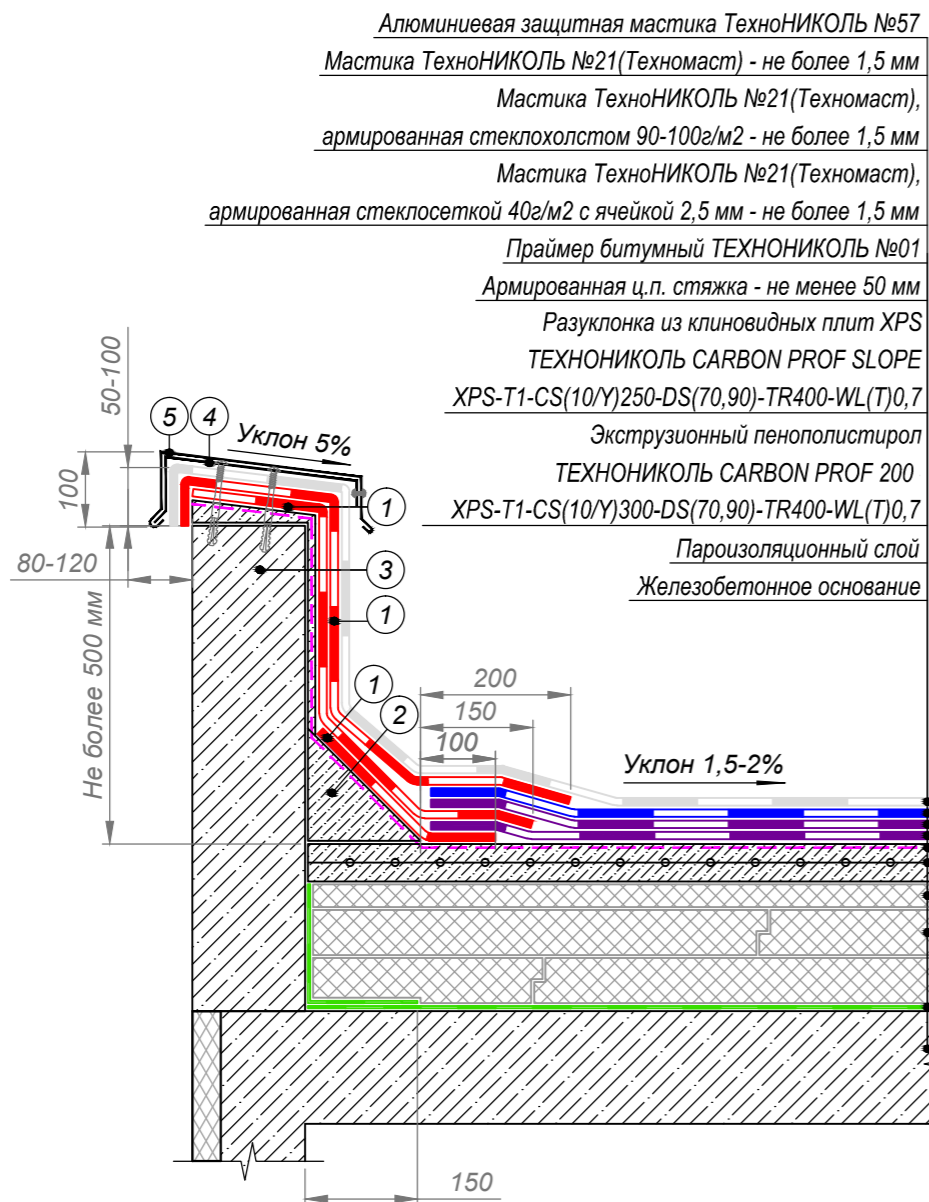 Алюминиевая защитная мастика ТехноНИКОЛЬ №57
Мастика ТехноНИКОЛЬ №21(Техномаст) - не более 1,5 мм
Мастика ТехноНИКОЛЬ №21(Техномаст),
армированная стеклохолстом 90-100г/м2 - не более 1,5 мм
Мастика ТехноНИКОЛЬ №21(Техномаст),
армированная стеклосеткой 40г/м2 с ячейкой 2,5 мм - не более 1,5 мм
Праймер битумный ТЕХНОНИКОЛЬ №01
Армированная ц.п. стяжка - не менее 50 мм
Разуклонка из клиновидных плит XPS
ТЕХНОНИКОЛЬ CARBON PROF SLOPE
XPS-T1-CS(10/Y)250-DS(70,90)-TR400-WL(T)0,7
Экструзионный пенополистирол
ТЕХНОНИКОЛЬ CARBON PROF 200
XPS-T1-CS(10/Y)300-DS(70,90)-TR400-WL(T)0,7
Пароизоляционный слой
Железобетонное основание
50-100
5
4
Уклон 5%
100
1
80-120
3
Не более 500 мм
1
1
2
200
150
100
Уклон 1,5-2%
150